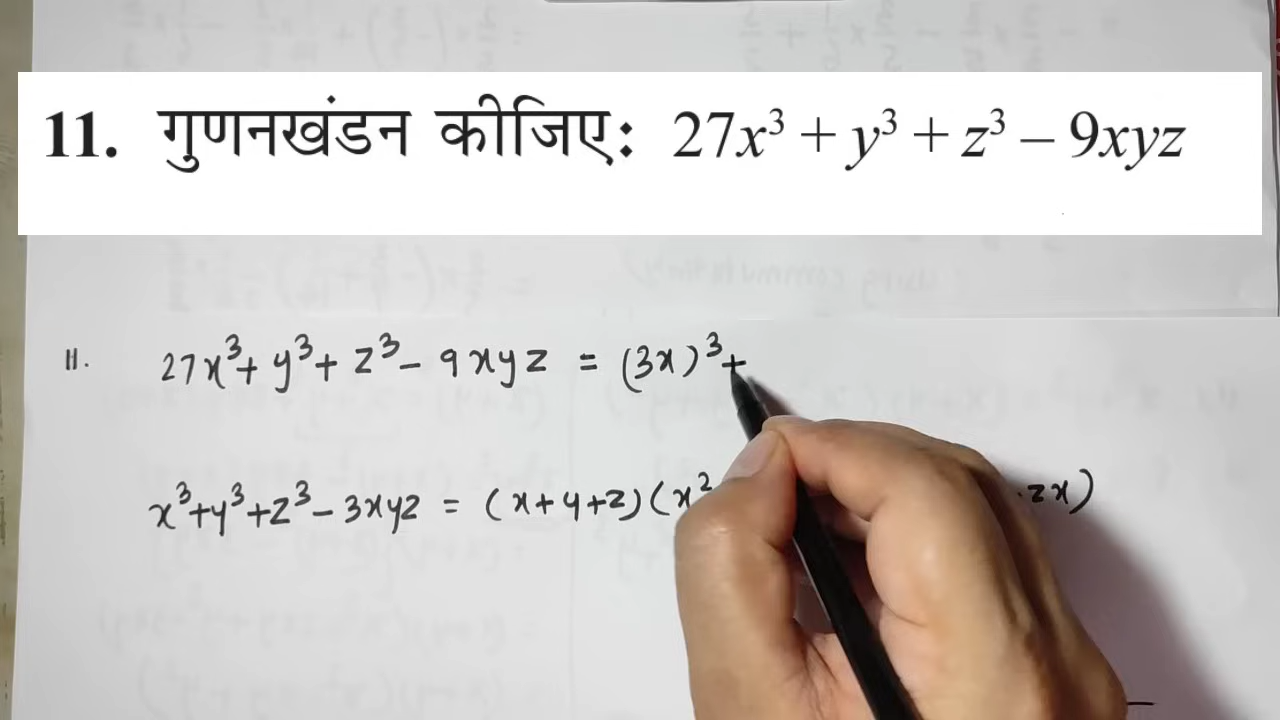 11. गुणनखंडन कीजिए: 27x³ + y³ + z³ – 9xyz
11. 27x³ + y³ + z³ – 9xyz = (3x)³ +
x³ + y³ + z³ – 3xyz = (x + y + z)(x² zx)